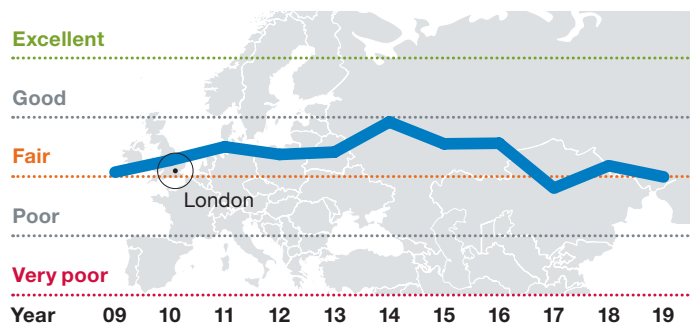 Excellent
Good
Fair
London
Poor
Very poor
Year 09 10 11 12 13 14 15 16 17 18 19